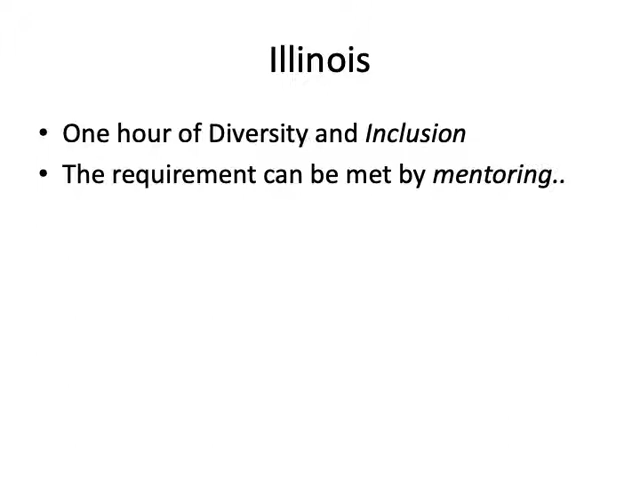 Illinois
• One hour of Diversity and Inclusion
• The requirement can be met by mentoring..